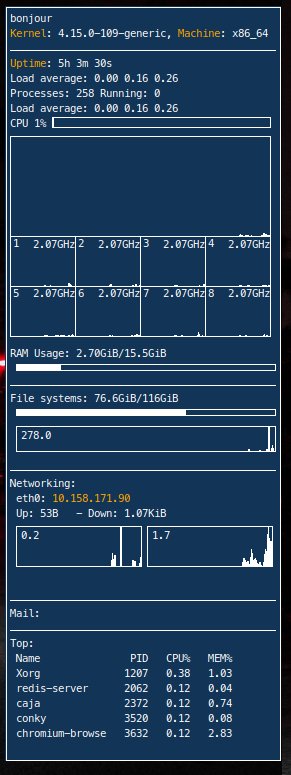 bonjour
Kernel: 4.15.0-109-generic, Machine: x86_64
Uptime: 5h 3m 30s
Load average: 0.00 0.16 0.26
Processes: 258 Running: 0
Load average: 0.00 0.16 0.26
CPU 1%
1 2.07GHz 2 2.07GHz 3 2.07GHz 4 2.07GHz
5 2.07GHz 6 2.07GHz 7 2.07GHz 8 2.07GHz
RAM Usage: 2.70GiB/15.5GiB
File systems: 76.6GiB/116GiB
278.0
Networking:
eth0: 10.158.171.90
Up: 53B – Down: 1.07KiB
0.2 1.7
Mail:
Top:
Name PID CPU% MEM%
Xorg 1207 0.38 1.03
redis-server 2062 0.12 0.04
caja 2372 0.12 0.74
conky 3520 0.12 0.08
chromium-browse 3632 0.12 2.83